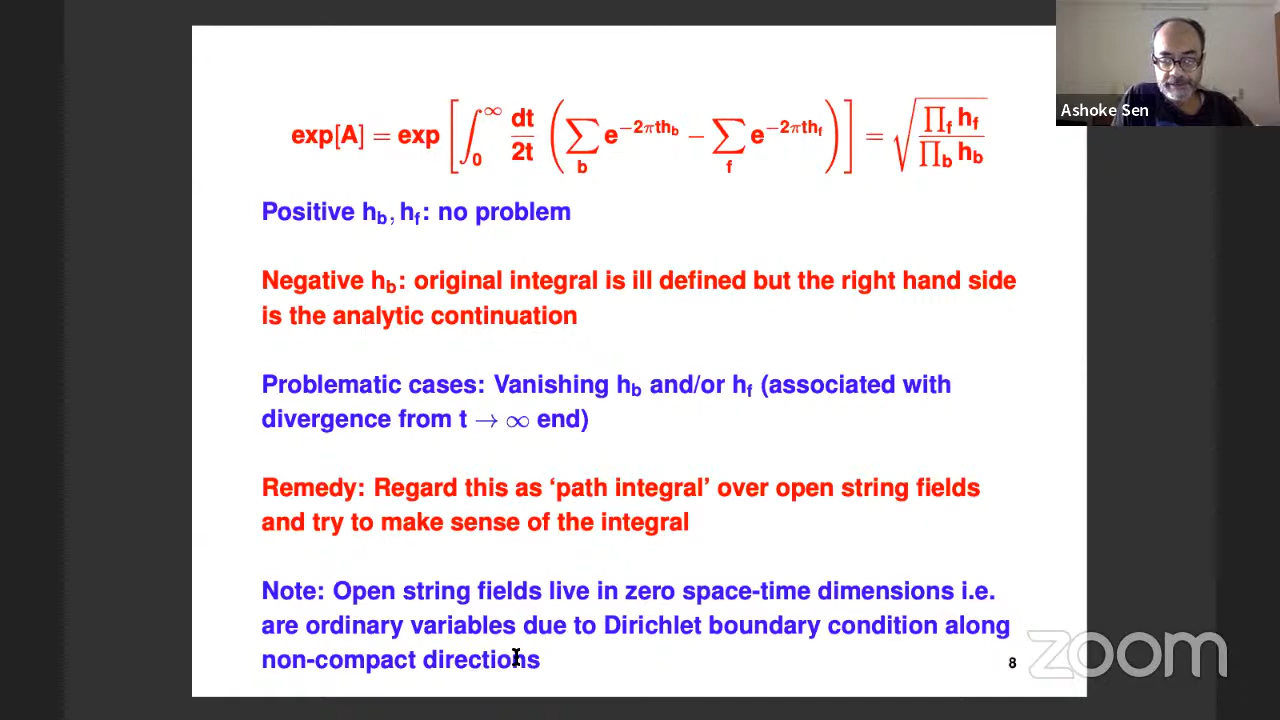 exp[A] = exp [ ∫₀^∞ dt/2t ( ∑_b e^{−2πth_b} − ∑_f e^{−2πth_f} ) ] = √( ∏_f h_f / ∏_b h_b )
Ashoke Sen
Positive h_b, h_f: no problem
Negative h_b: original integral is ill defined but the right hand side
is the analytic continuation
Problematic cases: Vanishing h_b and/or h_f (associated with
divergence from t → ∞ end)
Remedy: Regard this as ‘path integral’ over open string fields
and try to make sense of the integral
Note: Open string fields live in zero space-time dimensions i.e.
are ordinary variables due to Dirichlet boundary condition along
non-compact directions
8
zoom